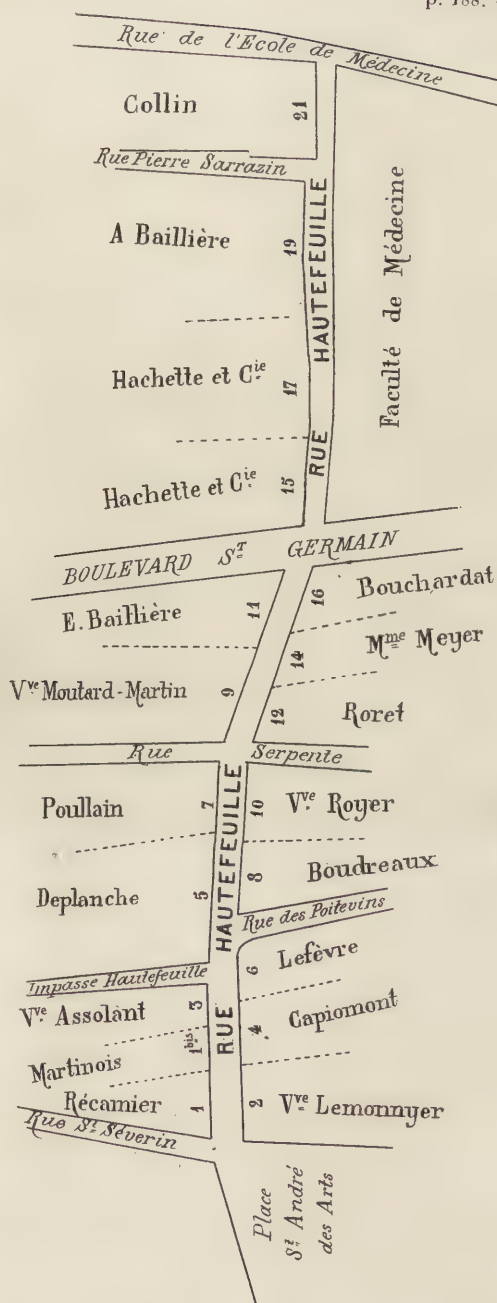 p. 188.
Rue de l'Ecole de Médecine
Collin
21
Rue Pierre Sarrazin
A Baillière
19
RUE HAUTEFEUILLE
Faculté de Médecine
Hachette et Cie
17
Hachette et Cie
15
BOULEVARD ST GERMAIN
E. Baillière
11
16
Bouchardat
14
Mme Meyer
Vve Moutard-Martin
9
12
Roret
Rue Serpente
Poullain
7
10
Vve Royer
RUE HAUTEFEUILLE
Deplanche
5
8
Boudreaux
Rue des Poitevins
Impasse Hautefeuille
6
Lefèvre
Vve Assolant
3
4
Capiomont
Martinois
1bis
Récamier
1
2
Vve Lemonnyer
Rue St Séverin
Place
St André
des Arts